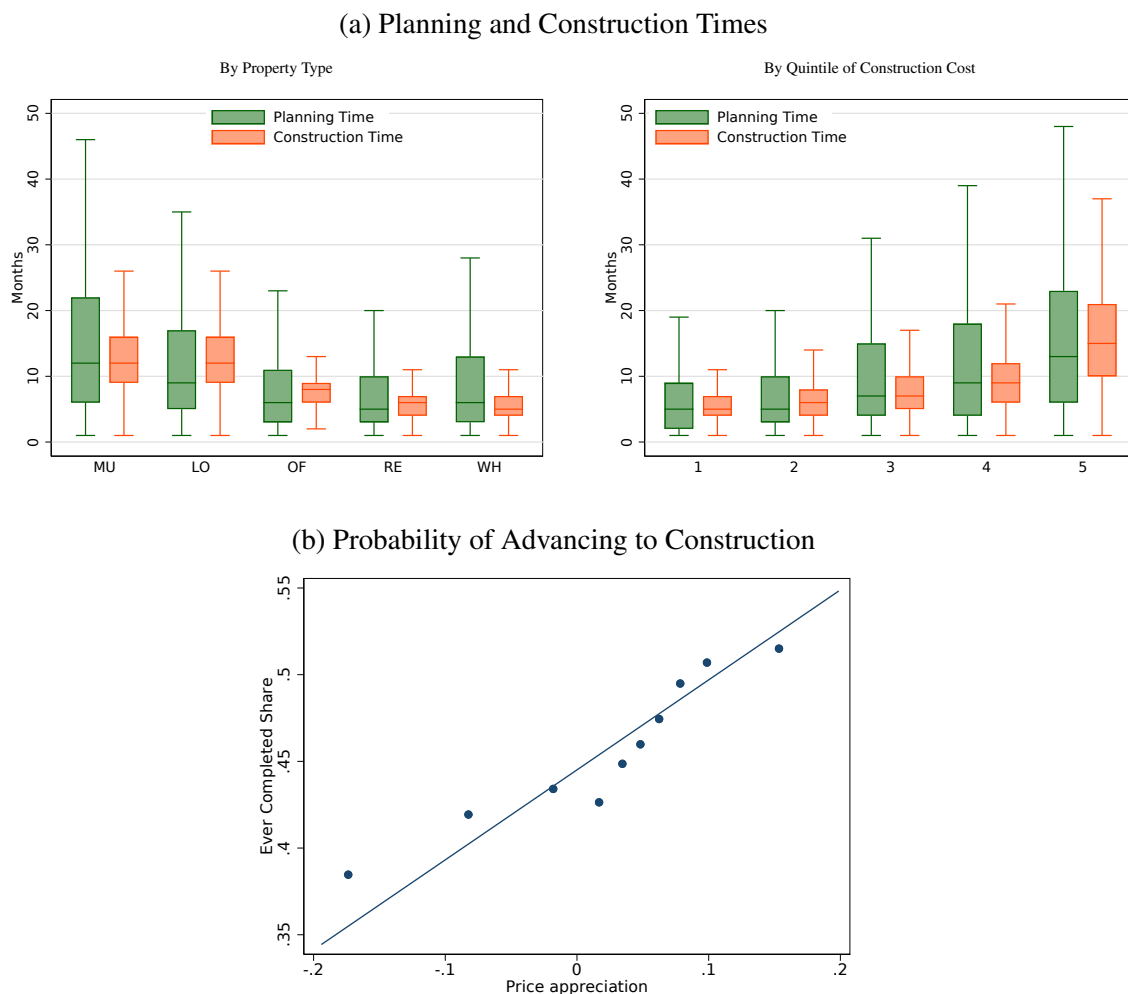 (a) Planning and Construction Times
By Property Type
Planning Time
Construction Time
Months
50
40
30
20
10
0
MU LO OF RE WH
By Quintile of Construction Cost
Planning Time
Construction Time
Months
50
40
30
20
10
0
1 2 3 4 5
(b) Probability of Advancing to Construction
Ever Completed Share
.55
.5
.45
.4
.35
-.2 -.1 0 .1 .2
Price appreciation